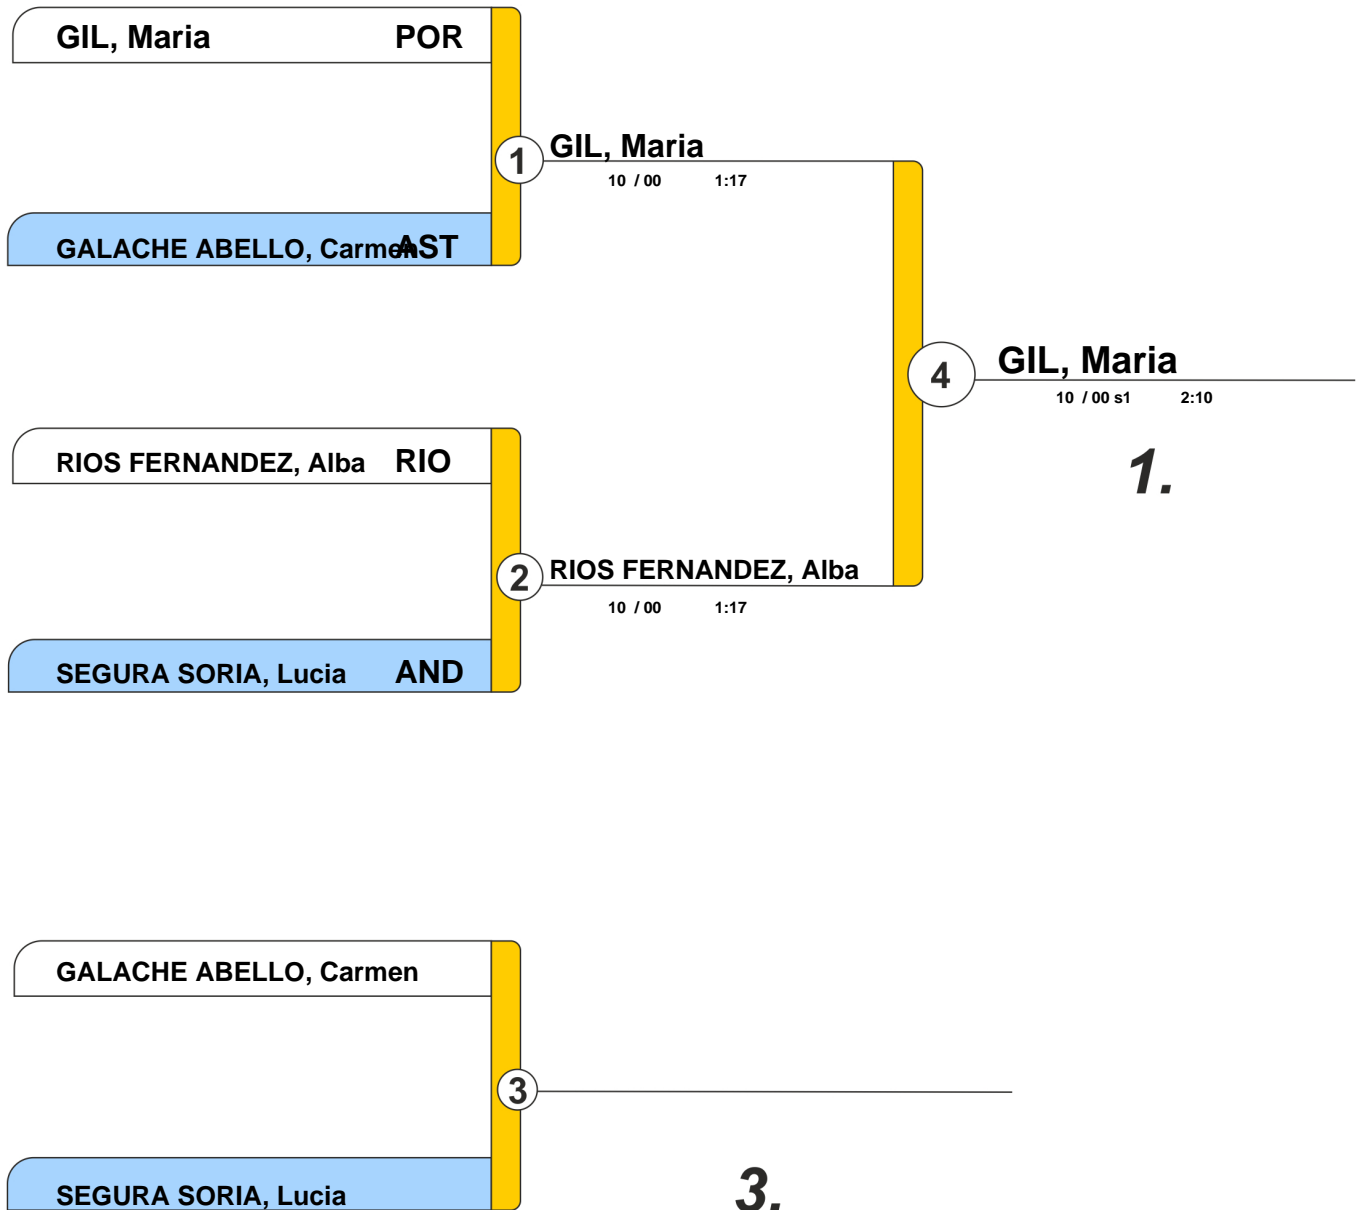 GIL, Maria POR
1 GIL, Maria
10 / 00 1:17
GALACHE ABELLO, Carmen AST
4 GIL, Maria
10 / 00 s1 2:10
1.
RIOS FERNANDEZ, Alba RIO
2 RIOS FERNANDEZ, Alba
10 / 00 1:17
SEGURA SORIA, Lucia AND
GALACHE ABELLO, Carmen
3
SEGURA SORIA, Lucia
3.